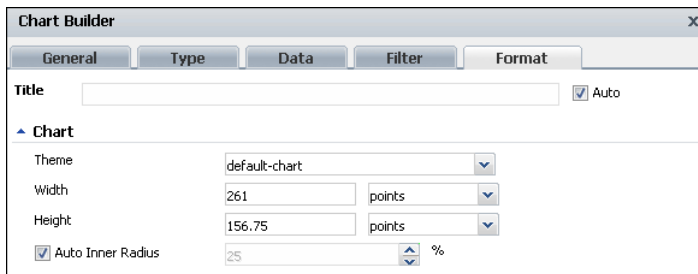 Chart Builder x
General Type Data Filter Format
Title Auto
Chart
Theme default-chart
Width 261 points
Height 156.75 points
Auto Inner Radius 25 %